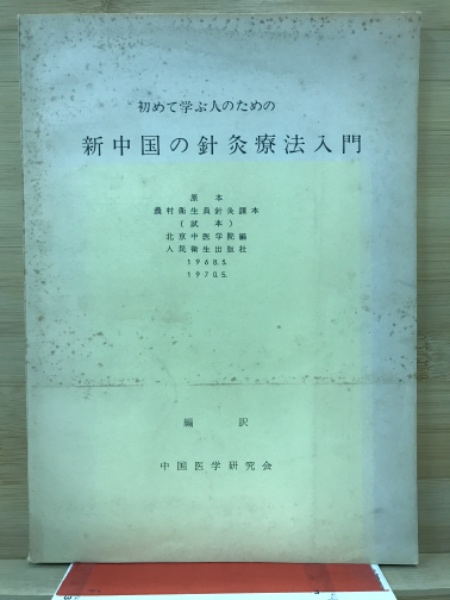 初めて学ぶ人のための
新中国の針灸療法入門
原本
農村衛生員針灸課本
(試本)
北京中医学院編
人民衛生出版社
1968.5.
1970.5.
編訳
中国医学研究会